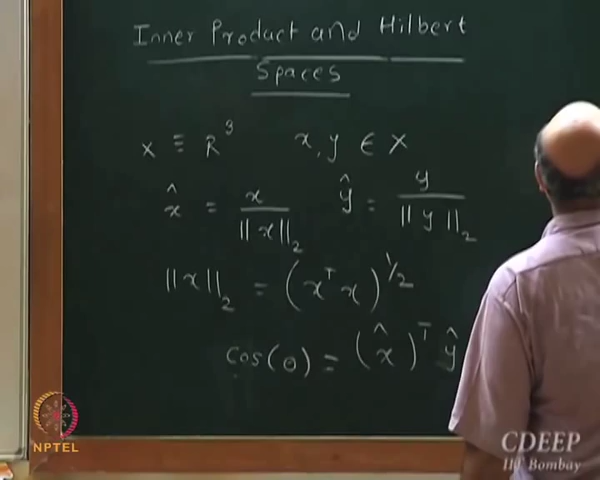 Inner Product and Hilbert
Spaces
X ≡ R³ x, y ∈ X
x̂ = x / ||x||₂ ŷ = y / ||y||₂
||x||₂ = (xᵀx)^1/2
cos(θ) = (x̂)ᵀ ŷ
NPTEL
CDEEP
IIT Bombay